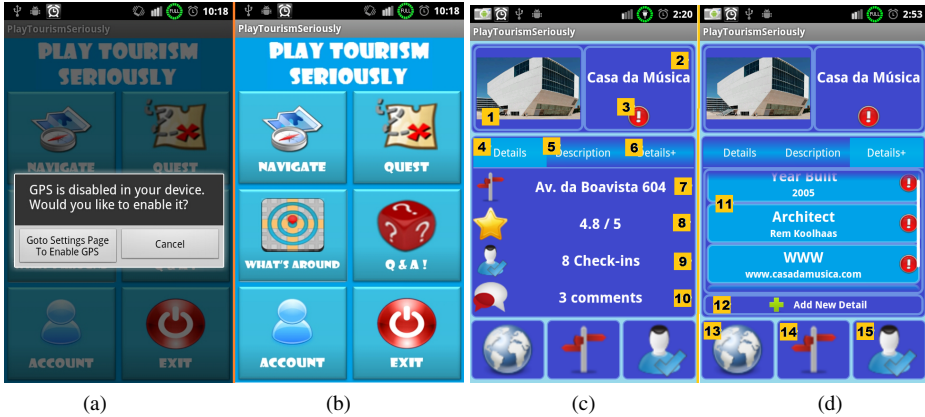 10:18
PlayTourismSeriously
PLAY TOURISM
SERIOUSLY
NAVIGATE
QUEST
GPS is disabled in your device.
Would you like to enable it?
Goto Settings Page
To Enable GPS
Cancel
ACCOUNT
EXIT
(a)
FULL
10:18
PlayTourismSeriously
PLAY TOURISM
SERIOUSLY
NAVIGATE
QUEST
WHAT'S AROUND
Q & A !
ACCOUNT
EXIT
(b)
2:20
PlayTourismSeriously
1
2
Casa da Música
3
4 Details
5 Description
6 Details+
Av. da Boavista 604 7
4.8 / 5 8
8 Check-ins 9
3 comments 10
(c)
FULL
2:53
PlayTourismSeriously
Casa da Música
Details
Description
Details+
11
Year Built
2005
Architect
Rem Koolhaas
WWW
www.casadamusica.com
12 Add New Detail
13
14
15
(d)